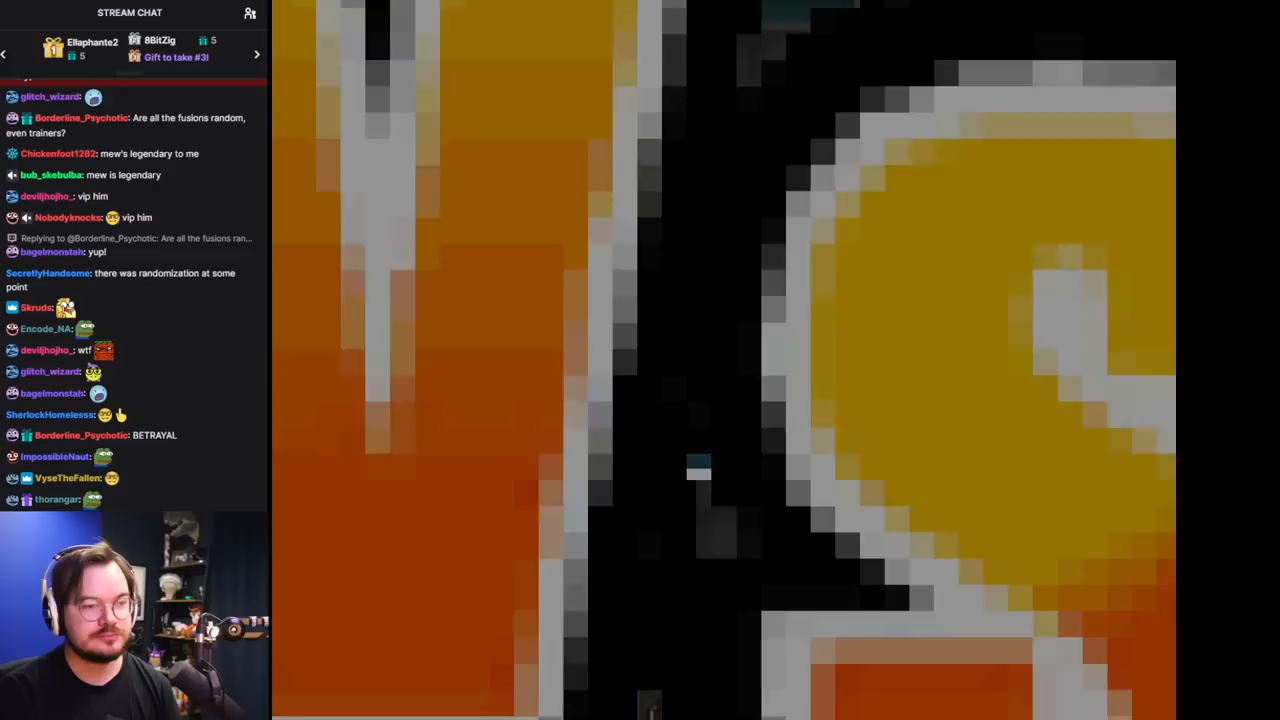 STREAM CHAT
Ellaphante2
5
8BitZig
5
Gift to take #3!
glitch_wizard:
Borderline_Psychotic: Are all the fusions random,
even trainers?
Chickenfoot1282: mew's legendary to me
bub_skebulba: mew is legendary
deviljhojho_: vip him
Nobodyknocks: vip him
Replying to @Borderline_Psychotic: Are all the fusions ran...
bagelmonstah: yup!
SecretlyHandsome: there was randomization at some
point
Skruds:
Encode_NA:
deviljhojho_: wtf
glitch_wizard:
bagelmonstah:
SherlockHomelesss:
Borderline_Psychotic: BETRAYAL
ImpossibleNaut:
VyseTheFallen:
thorangar: